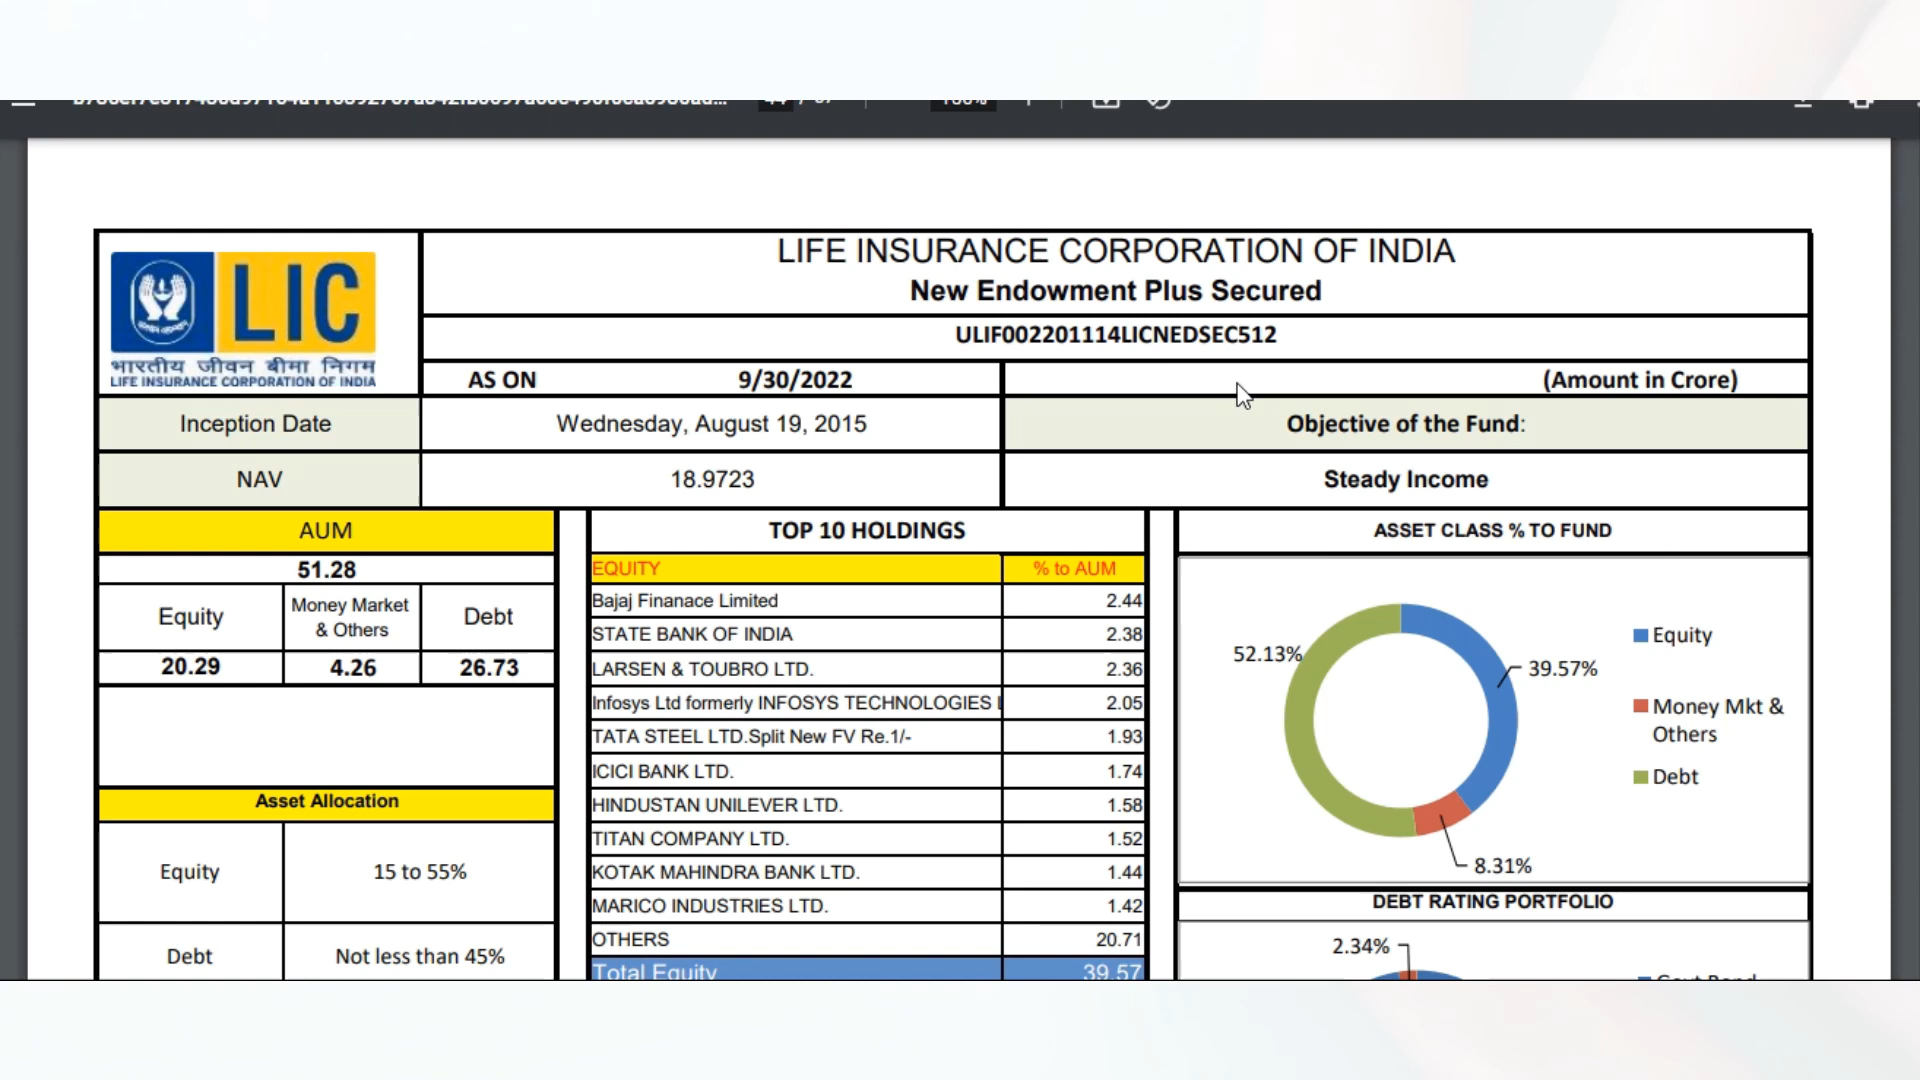 LIC
भारतीय जीवन बीमा निगम
LIFE INSURANCE CORPORATION OF INDIA
LIFE INSURANCE CORPORATION OF INDIA
New Endowment Plus Secured
ULIF002201114LICNEDSEC512
AS ON 9/30/2022 (Amount in Crore)
Inception Date Wednesday, August 19, 2015 Objective of the Fund:
NAV 18.9723 Steady Income
AUM
51.28
Equity Money Market & Others Debt
20.29 4.26 26.73
Asset Allocation
Equity 15 to 55%
Debt Not less than 45%
TOP 10 HOLDINGS
EQUITY % to AUM
Bajaj Finanace Limited 2.44
STATE BANK OF INDIA 2.38
LARSEN & TOUBRO LTD. 2.36
Infosys Ltd formerly INFOSYS TECHNOLOGIES L 2.05
TATA STEEL LTD.Split New FV Re.1/- 1.93
ICICI BANK LTD. 1.74
HINDUSTAN UNILEVER LTD. 1.58
TITAN COMPANY LTD. 1.52
KOTAK MAHINDRA BANK LTD. 1.44
MARICO INDUSTRIES LTD. 1.42
OTHERS 20.71
Total Equity 39.57
ASSET CLASS % TO FUND
52.13%
39.57%
8.31%
Equity
Money Mkt &
Others
Debt
DEBT RATING PORTFOLIO
2.34%